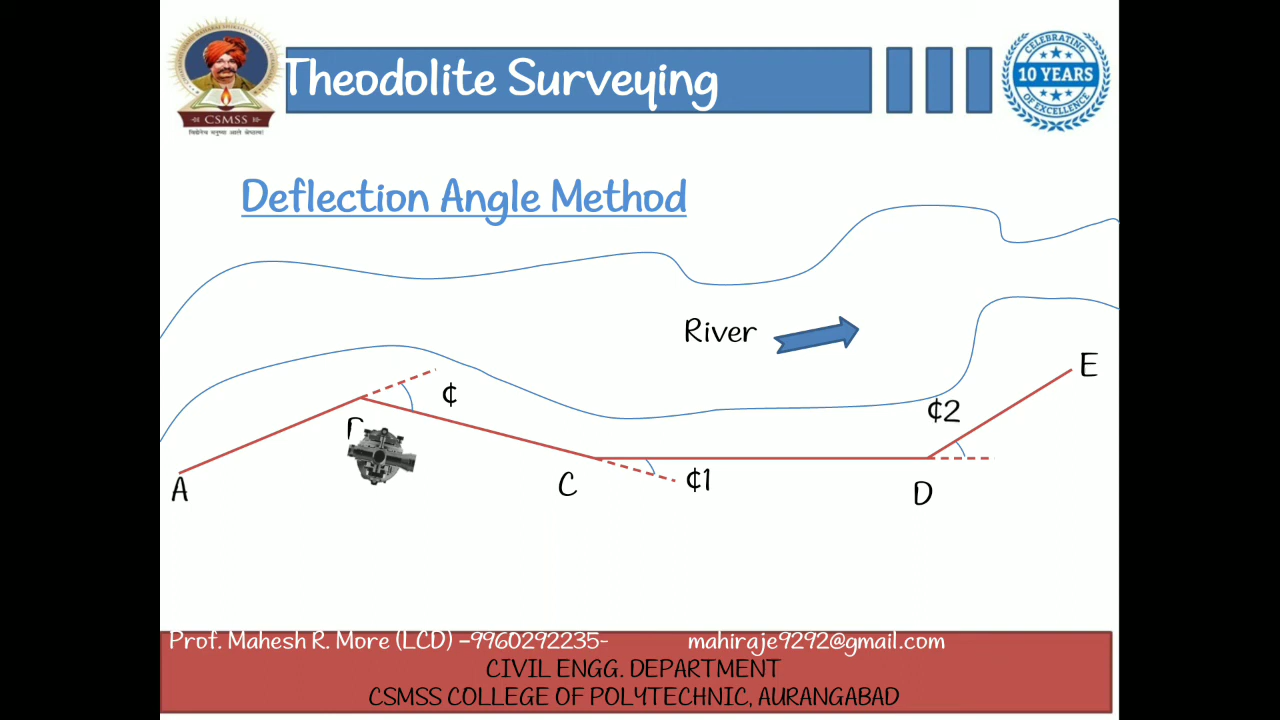 Theodolite Surveying
CSMSS
CELEBRATING
10 YEARS
OF EXCELLENCE
Deflection Angle Method
River
E
¢
¢2
A
C
¢1
D
Prof. Mahesh R. More (LCD) -9960292235- mahiraje9292@gmail.com
CIVIL ENGG. DEPARTMENT
CSMSS COLLEGE OF POLYTECHNIC, AURANGABAD